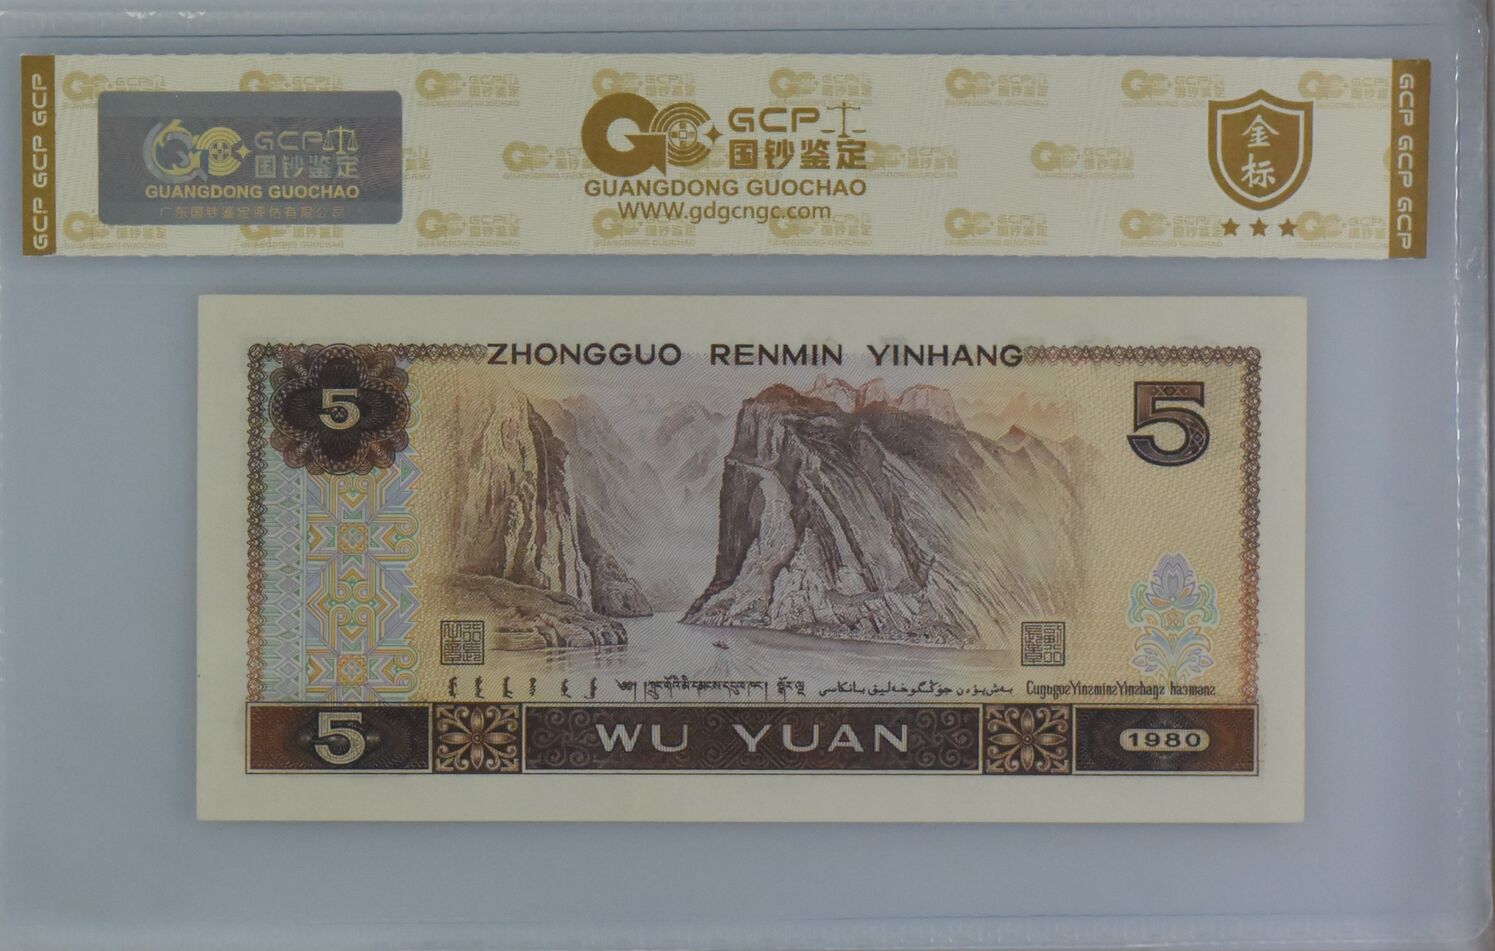 GCP GCP GCP
GCP
国钞鉴定
GUANGDONG GUOCHAO
广东国钞鉴定评估有限公司
GCP
国钞鉴定
GUANGDONG GUOCHAO
WWW.gdgcngc.com
金标
GCP GCP GCP
ZHONGGUO RENMIN YINHANG
5
5
5
WU YUAN
1980